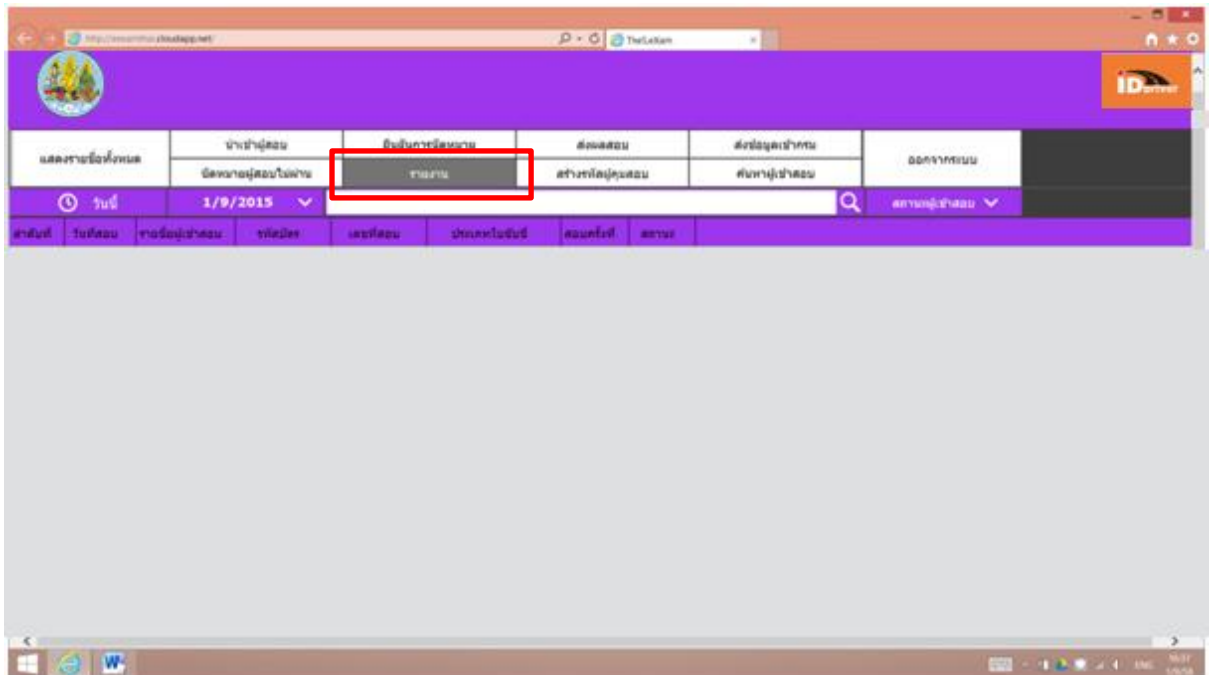 TheLeXam
iDriver
แสดงรายชื่อทั้งหมด
นำเข้าผู้สอบ
ยืนยันการนัดหมาย
ส่งผลสอบ
ส่งข้อมูลเข้ากรม
ออกจากระบบ
นัดหมายผู้สอบไม่ผ่าน
รายงาน
สร้างรหัสผู้คุมสอบ
ค้นหาผู้เข้าสอบ
วันนี้
1/9/2015
สถานะผู้เข้าสอบ
ลำดับที่ วันที่สอบ รายชื่อผู้เข้าสอบ รหัสบัตร เลขที่สอบ ประเภทใบขับขี่ สอบครั้งที่ สถานะ
ENG
16:37